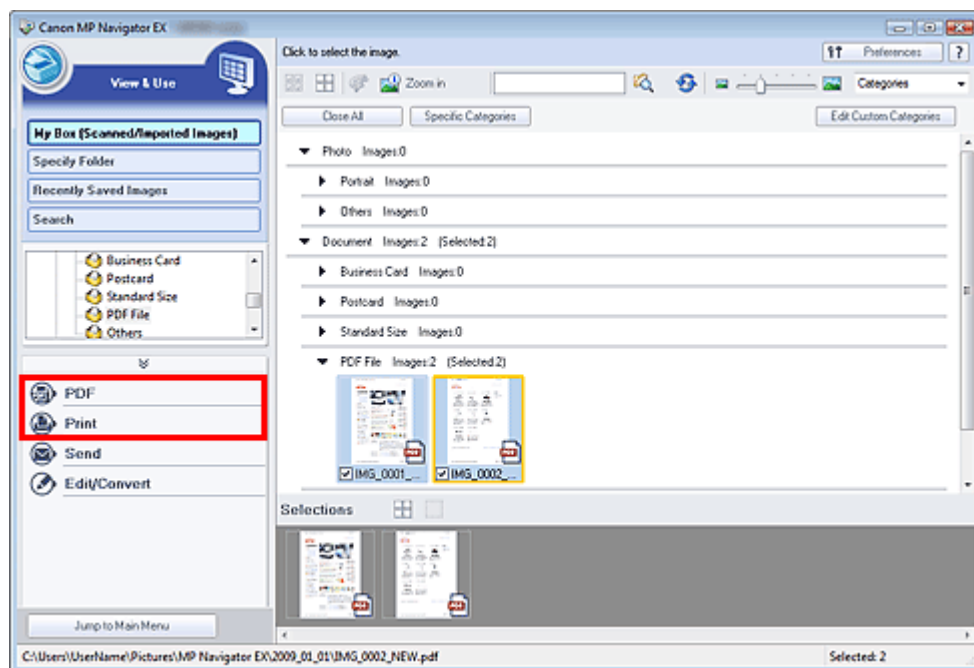 Canon MP Navigator EX
View & Use
My Box (Scanned/Imported Images)
Specify Folder
Recently Saved Images
Search
Business Card
Postcard
Standard Size
PDF File
Others
PDF
Print
Send
Edit/Convert
Jump to Main Menu
Click to select the image.
Preferences
?
Zoom in
Categories
Close All
Specific Categories
Edit Custom Categories
Photo Images:0
Portrait Images:0
Others Images:0
Document Images:2 (Selected:2)
Business Card Images:0
Postcard Images:0
Standard Size Images:0
PDF File Images:2 (Selected:2)
PDF
PDF
IMG_0001_...
IMG_0002_...
Selections
PDF
PDF
C:\Users\UserName\Pictures\MP Navigator EX\2009_01_01\IMG_0002_NEW.pdf
Selected: 2